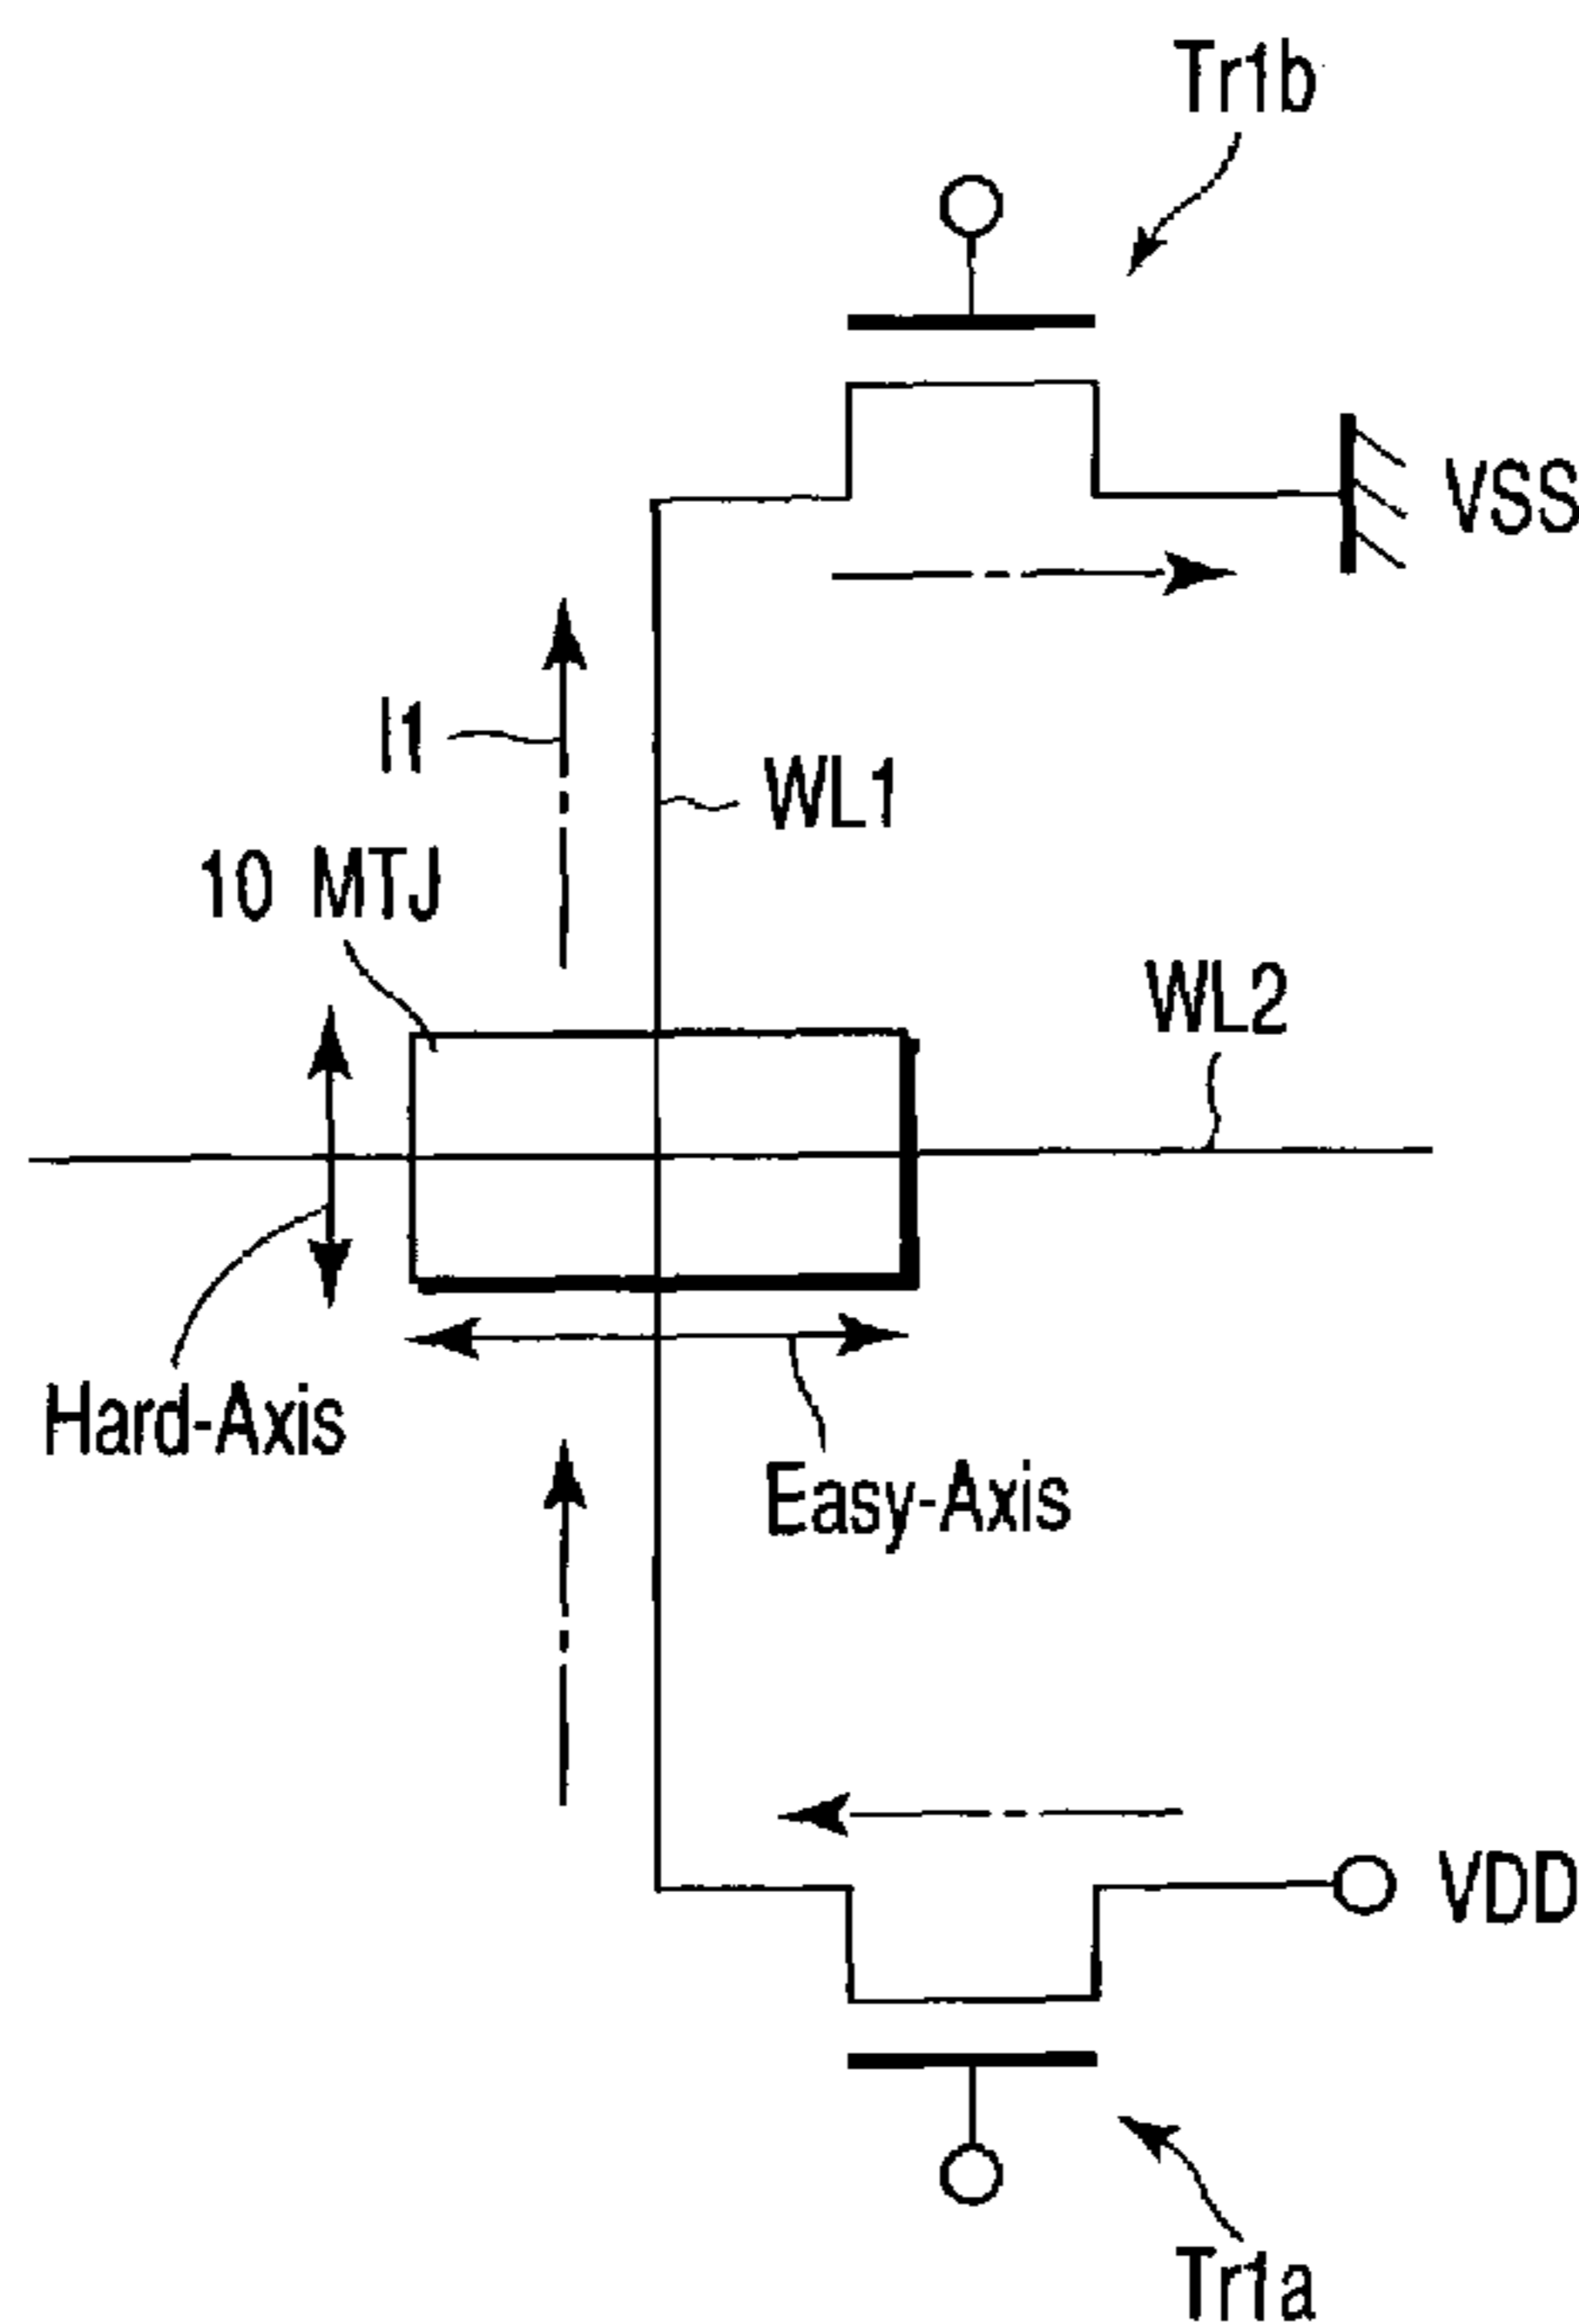 Tr1b
VSS
I1
WL1
10 MTJ
WL2
Hard-Axis
Easy-Axis
VDD
Tr1a